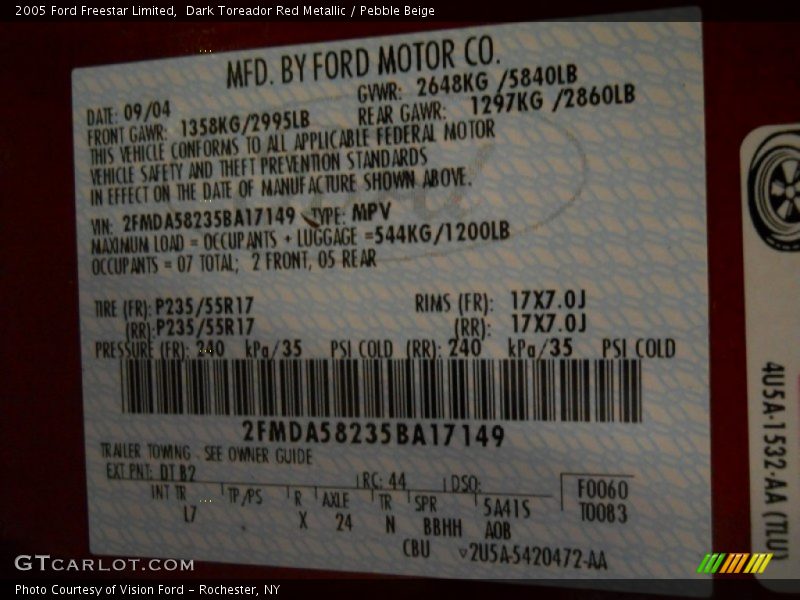 2005 Ford Freestar Limited,  Dark Toreador Red Metallic / Pebble Beige
MFD. BY FORD MOTOR CO.
DATE: 09/04 GVWR: 2648KG /5840LB
FRONT GAWR: 1358KG/2995LB REAR GAWR: 1297KG /2860LB
THIS VEHICLE CONFORMS TO ALL APPLICABLE FEDERAL MOTOR
VEHICLE SAFETY AND THEFT PREVENTION STANDARDS
IN EFFECT ON THE DATE OF MANUFACTURE SHOWN ABOVE.
VIN: 2FMDA58235BA17149 TYPE: MPV
MAXIMUM LOAD = OCCUPANTS + LUGGAGE =544KG/1200LB
OCCUPANTS = 07 TOTAL; 2 FRONT, 05 REAR
TIRE (FR): P235/55R17 RIMS (FR): 17X7.0J
(RR): P235/55R17 (RR): 17X7.0J
PRESSURE (FR): 240 kPa/35 PSI COLD (RR): 240 kPa/35 PSI COLD
2FMDA58235BA17149
TRAILER TOWING - SEE OWNER GUIDE
EXT PNT: DT B2 RC: 44 DSO: F0060
INT TR TP/PS R AXLE TR SPR 5A41S T0083
L7 X 24 N BBHH AOB
CBU ▿2U5A-5420472-AA
4U5A-1532-AA (TLU)
GTCARLOT.COM
Photo Courtesy of Vision Ford - Rochester, NY